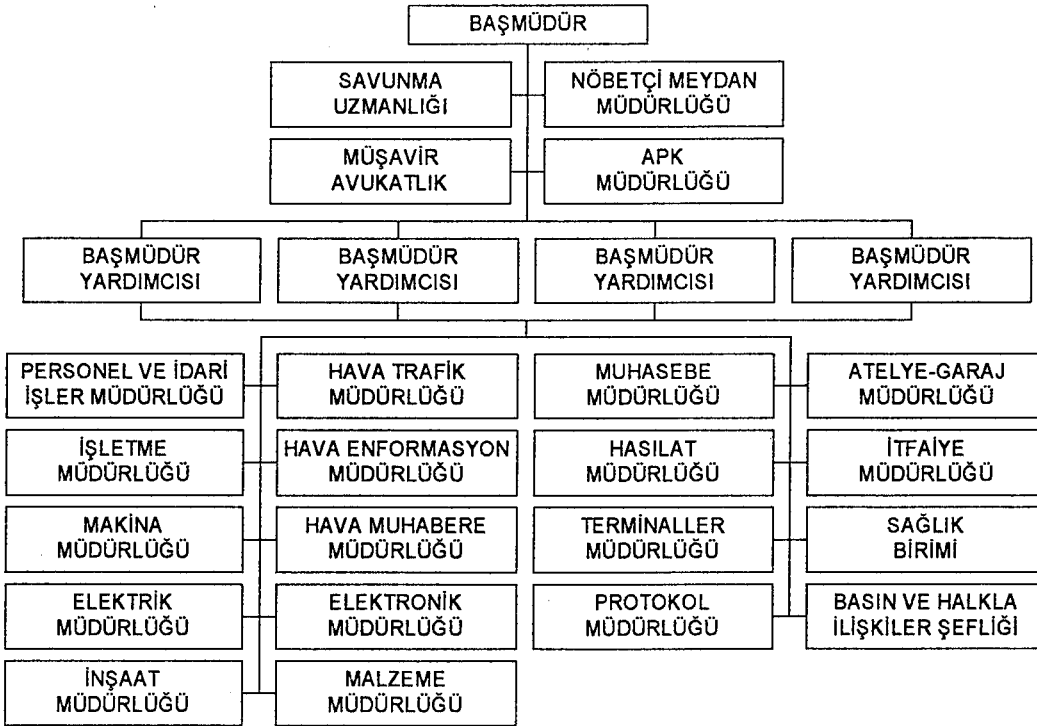 BAŞMÜDÜR
SAVUNMA
UZMANLIĞI
NÖBETÇİ MEYDAN
MÜDÜRLÜĞÜ
MÜŞAVİR
AVUKATLIK
APK
MÜDÜRLÜĞÜ
BAŞMÜDÜR
YARDIMCISI
BAŞMÜDÜR
YARDIMCISI
BAŞMÜDÜR
YARDIMCISI
BAŞMÜDÜR
YARDIMCISI
PERSONEL VE İDARİ
İŞLER MÜDÜRLÜĞÜ
HAVA TRAFİK
MÜDÜRLÜĞÜ
MUHASEBE
MÜDÜRLÜĞÜ
ATELYE-GARAJ
MÜDÜRLÜĞÜ
İŞLETME
MÜDÜRLÜĞÜ
HAVA ENFORMASYON
MÜDÜRLÜĞÜ
HASILAT
MÜDÜRLÜĞÜ
İTFAİYE
MÜDÜRLÜĞÜ
MAKİNA
MÜDÜRLÜĞÜ
HAVA MUHABERE
MÜDÜRLÜĞÜ
TERMİNALLER
MÜDÜRLÜĞÜ
SAĞLIK
BİRİMİ
ELEKTRİK
MÜDÜRLÜĞÜ
ELEKTRONİK
MÜDÜRLÜĞÜ
PROTOKOL
MÜDÜRLÜĞÜ
BASIN VE HALKLA
İLİŞKİLER ŞEFLİĞİ
İNŞAAT
MÜDÜRLÜĞÜ
MALZEME
MÜDÜRLÜĞÜ